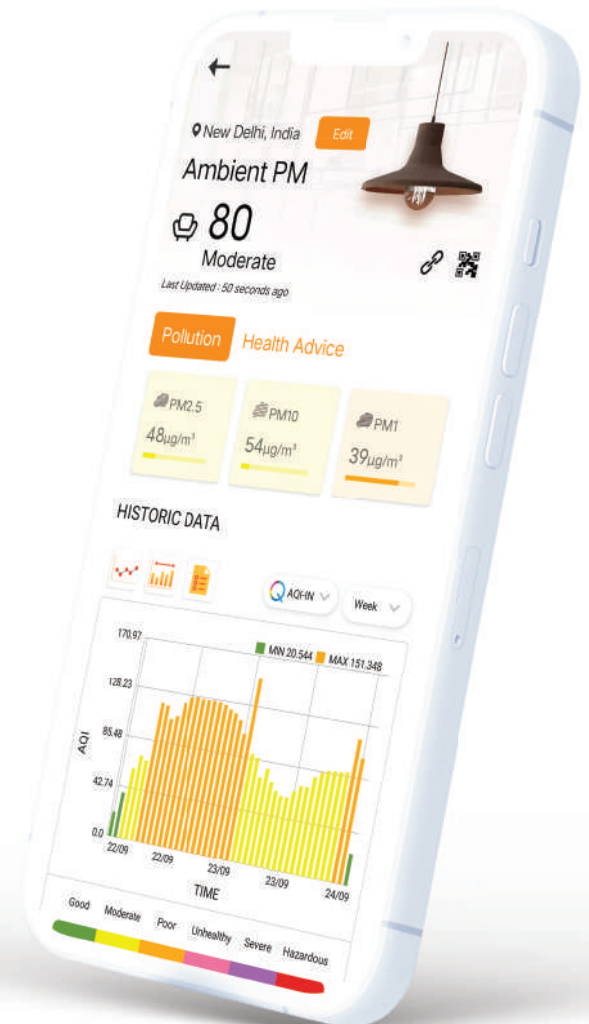 New Delhi, India
Edit
Ambient PM
80
Moderate
Last Updated : 50 seconds ago
Pollution
Health Advice
PM2.5
48µg/m³
PM10
54µg/m³
PM1
39µg/m³
HISTORIC DATA
AQI-IN
Week
MIN 20.544
MAX 151.348
170.97
128.23
85.48
42.74
0.0
AQI
22/09
22/09
23/09
23/09
24/09
TIME
Good
Moderate
Poor
Unhealthy
Severe
Hazardous